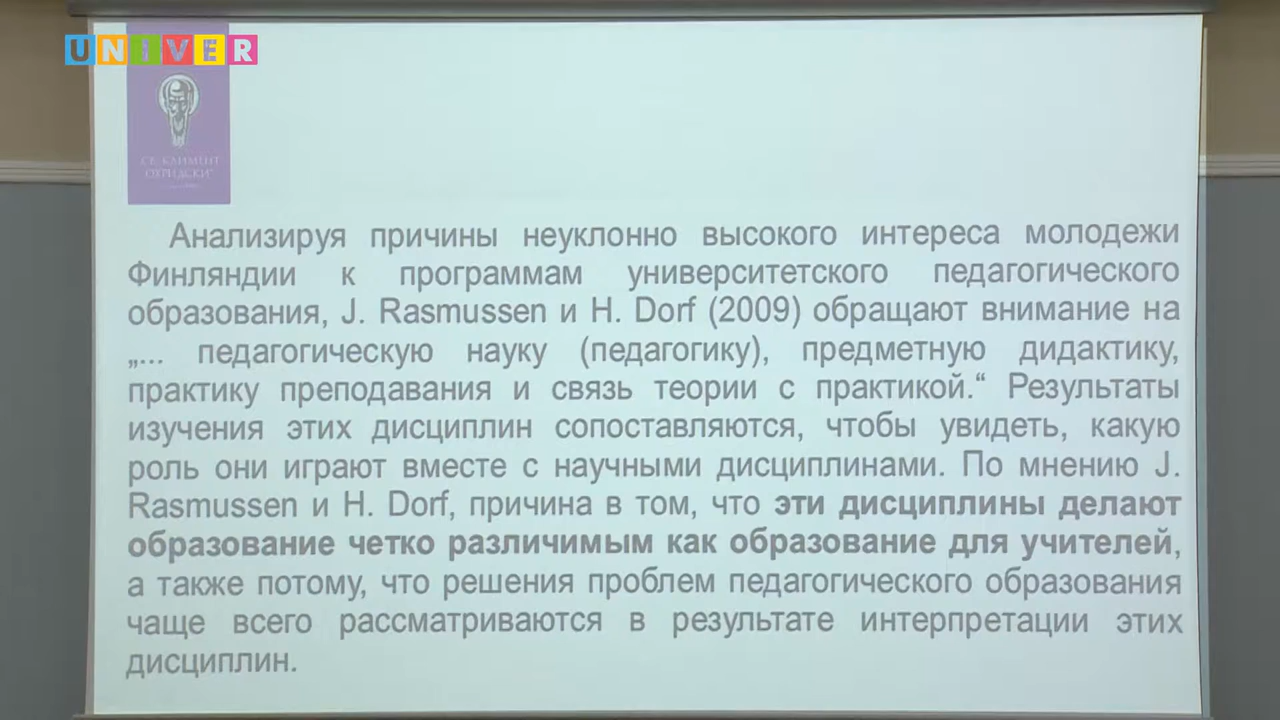 UNIVER
СВ. КЛИМЕНТ
ОХРИДСКИ"
Анализируя причины неуклонно высокого интереса молодежи
Финляндии к программам университетского педагогического
образования, J. Rasmussen и H. Dorf (2009) обращают внимание на
„... педагогическую науку (педагогику), предметную дидактику,
практику преподавания и связь теории с практикой.“ Результаты
изучения этих дисциплин сопоставляются, чтобы увидеть, какую
роль они играют вместе с научными дисциплинами. По мнению J.
Rasmussen и H. Dorf, причина в том, что эти дисциплины делают
образование четко различимым как образование для учителей,
а также потому, что решения проблем педагогического образования
чаще всего рассматриваются в результате интерпретации этих
дисциплин.